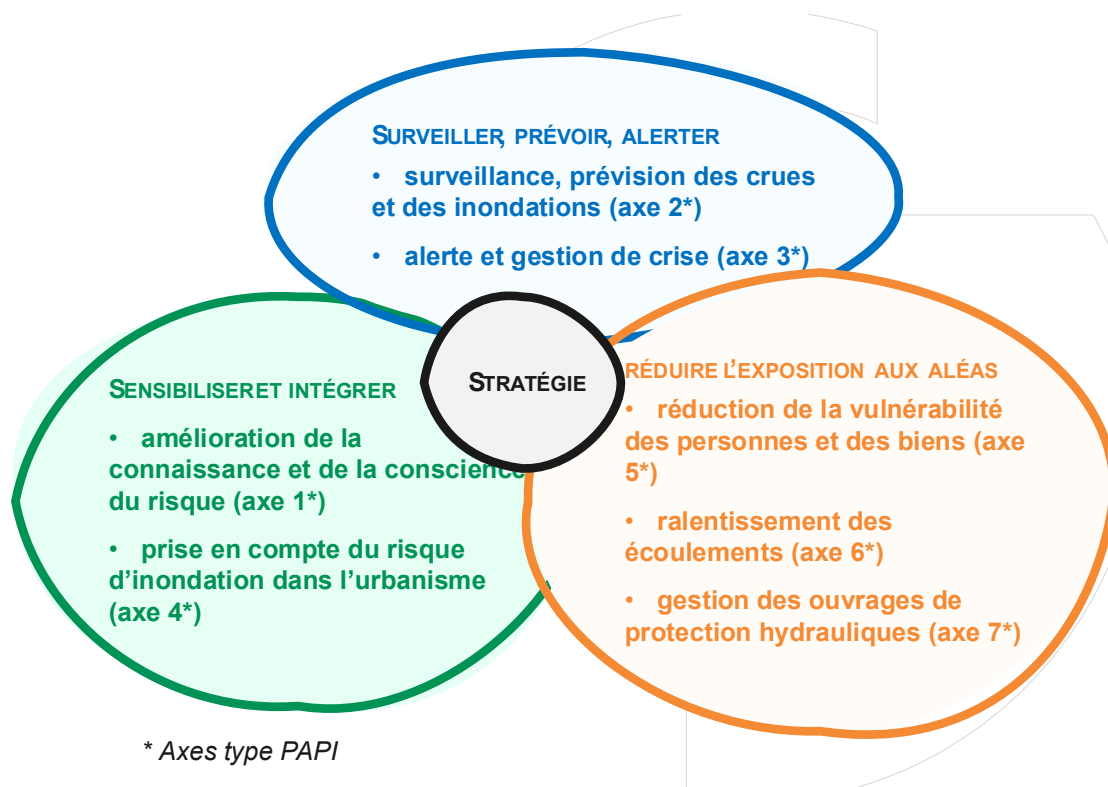 SURVEILLER, PRÉVOIR, ALERTER
• surveillance, prévision des crues
et des inondations (axe 2*)
• alerte et gestion de crise (axe 3*)
SENSIBILISER ET INTÉGRER
• amélioration de la
connaissance et de la conscience
du risque (axe 1*)
• prise en compte du risque
d’inondation dans l’urbanisme
(axe 4*)
STRATÉGIE
RÉDUIRE L’EXPOSITION AUX ALÉAS
• réduction de la vulnérabilité
des personnes et des biens (axe
5*)
• ralentissement des
écoulements (axe 6*)
• gestion des ouvrages de
protection hydrauliques (axe 7*)
* Axes type PAPI